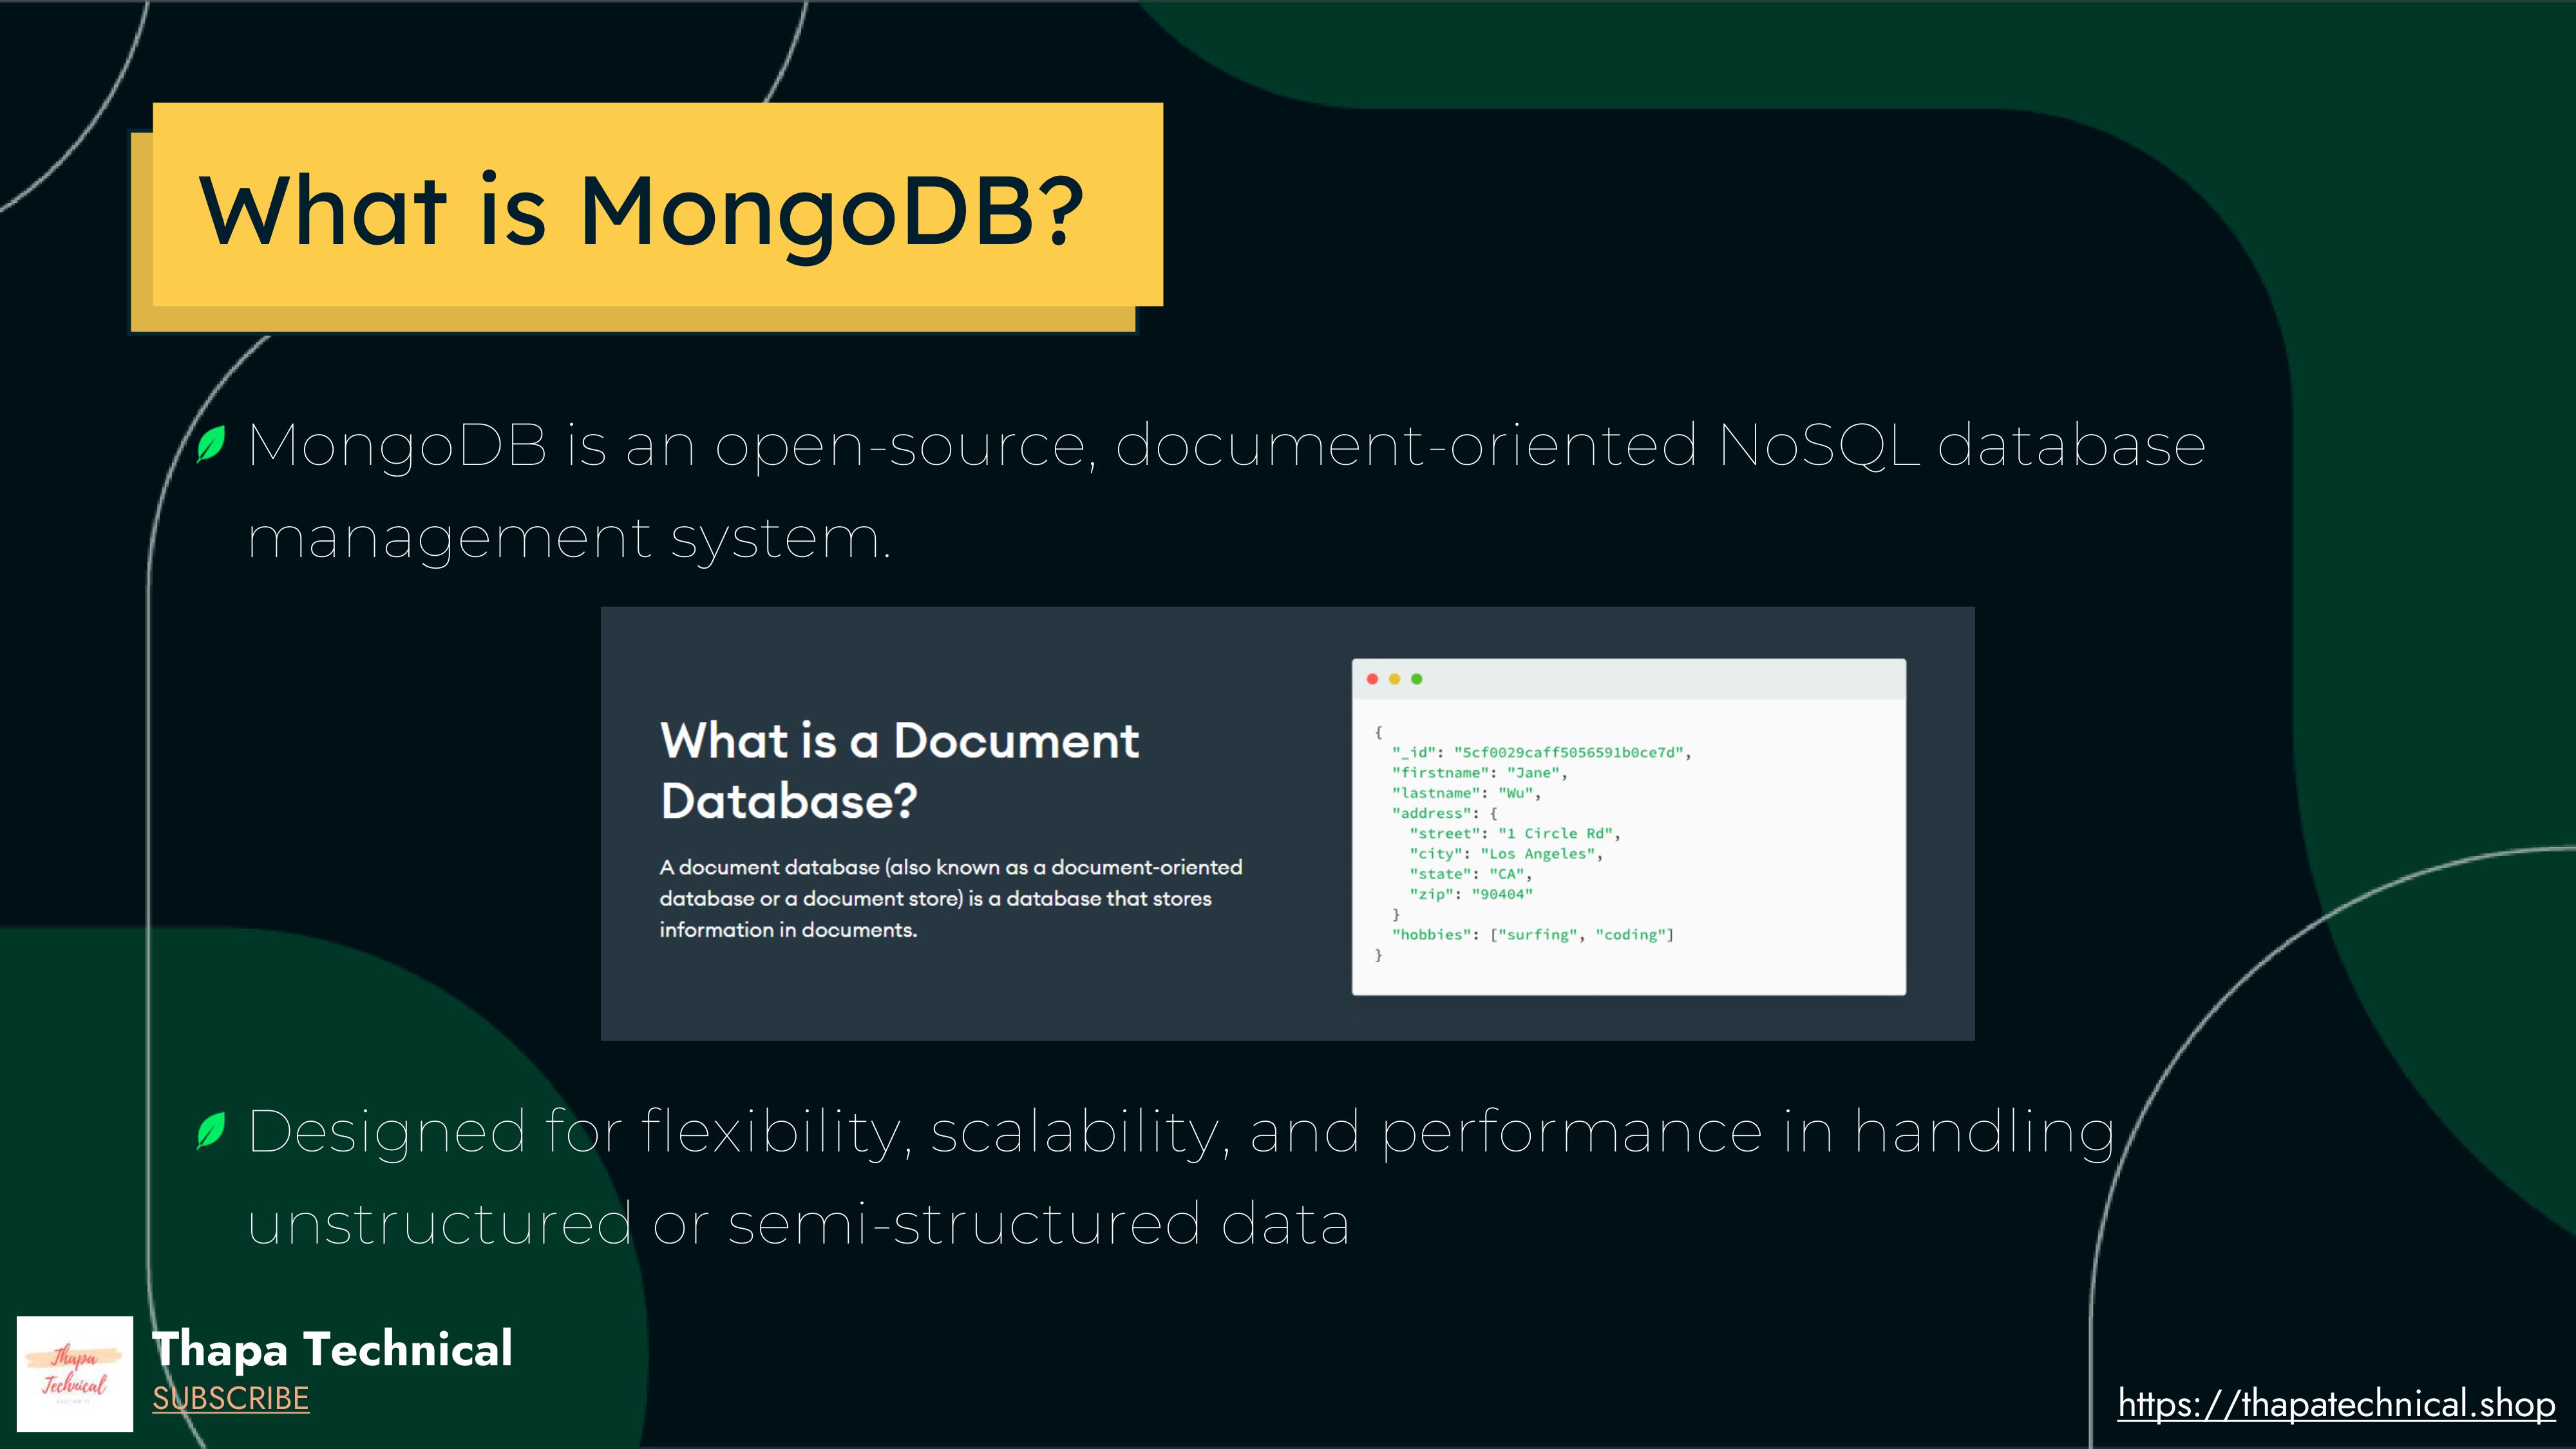 What is MongoDB?
MongoDB is an open-source, document-oriented NoSQL database
management system.
What is a Document
Database?
A document database (also known as a document-oriented
database or a document store) is a database that stores
information in documents.
{
"_id": "5cf0029caff5056591b0ce7d",
"firstname": "Jane",
"lastname": "Wu",
"address": {
"street": "1 Circle Rd",
"city": "Los Angeles",
"state": "CA",
"zip": "90404"
}
"hobbies": ["surfing", "coding"]
}
Designed for flexibility, scalability, and performance in handling
unstructured or semi-structured data
Thapa
Technical
Thapa Technical
SUBSCRIBE
https://thapatechnical.shop